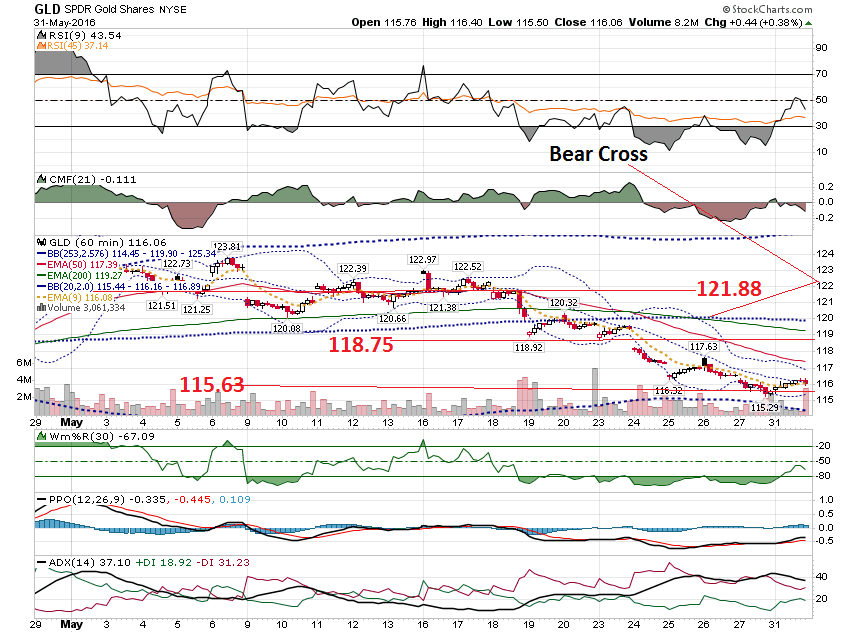 GLD SPDR Gold Shares NYSE
© StockCharts.com
31-May-2016
Open 115.76 High 116.40 Low 115.50 Close 116.06 Volume 8.2M Chg +0.44 (+0.38%)
RSI(9) 43.54
RSI(45) 37.14
90
70
50
30
10
Bear Cross
CMF(21) -0.111
0.2
0.0
-0.2
GLD (60 min) 116.06
BB(253,2.576) 114.45 - 119.90 - 125.34
EMA(50) 117.39
EMA(200) 119.27
BB(20,2.0) 115.44 - 116.16 - 116.89
EMA(9) 116.08
Volume 3,061,334
122.73
123.81
121.51
121.25
120.08
122.39
120.66
122.97
121.38
122.52
118.92
120.32
116.32
117.63
115.29
121.88
118.75
115.63
124
123
122
121
120
119
118
117
116
115
6M
4M
2M
29 May 3 4 5 6 9 10 11 12 13 16 17 18 19 20 23 24 25 26 27 31
Wm%R(30) -67.09
-20
-50
-80
PPO(12,26,9) -0.335, -0.445, 0.109
1.0
0.5
0.0
-0.5
ADX(14) 37.10 +DI 18.92 -DI 31.23
40
20
29 May 3 4 5 6 9 10 11 12 13 16 17 18 19 20 23 24 25 26 27 31